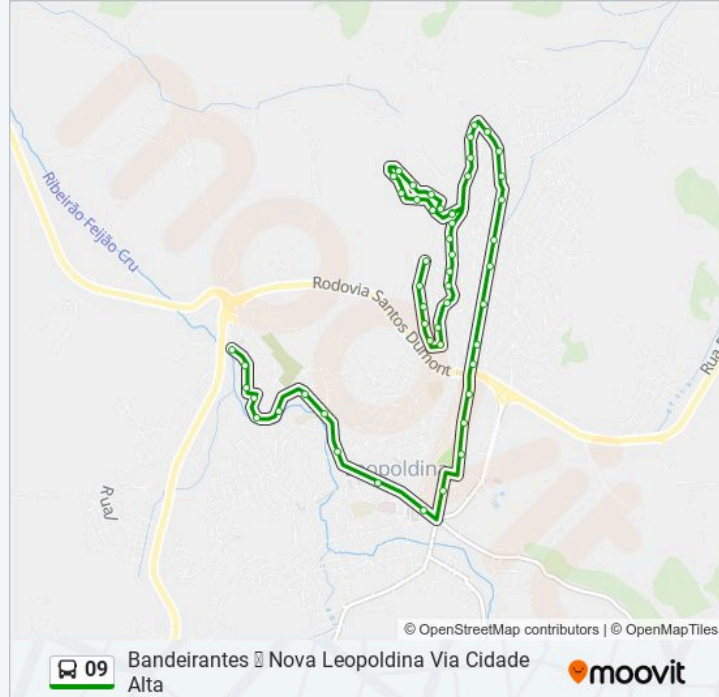 Ribeirão Feijão Cru
Rodovia Santos Dumont
Rua
Leopoldina
Rua/
© OpenStreetMap contributors | © OpenMapTiles
09
Bandeirantes Nova Leopoldina Via Cidade
Alta
moovit